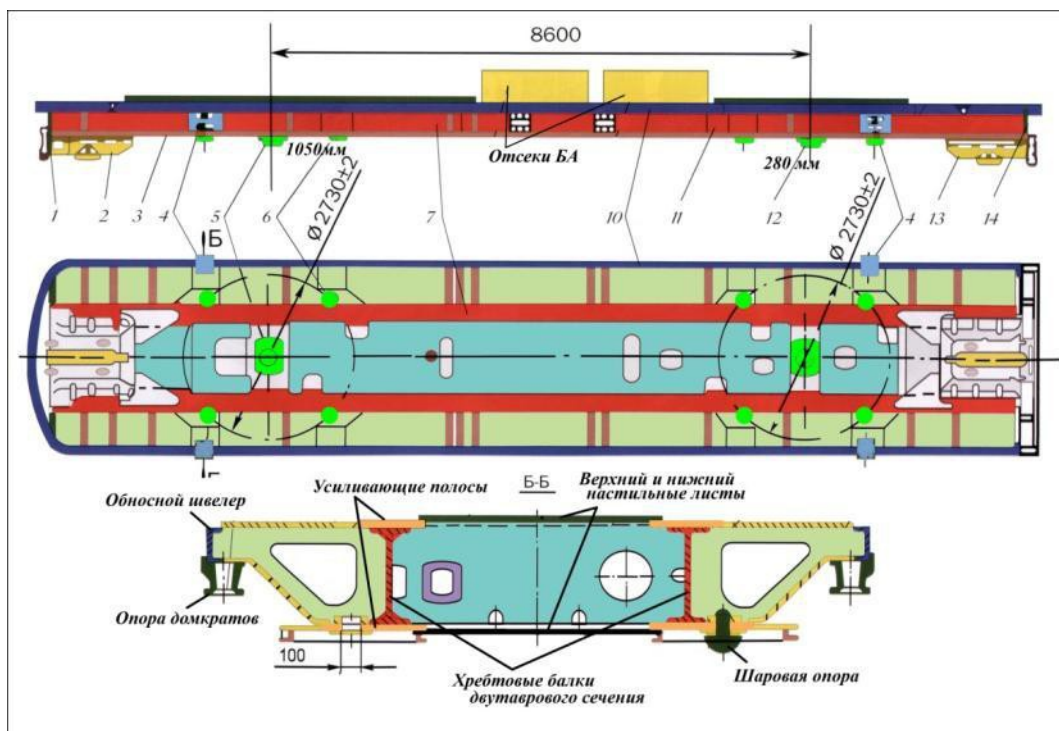 8600
Отсеки БА
1050мм
280 мм
Ø 2730±2
Ø 2730±2
1 2 3 4 5 6 7 10 11 12 4 13 14
Б
Б
Обносной швелер
Усиливающие полосы
Б-Б
Верхний и нижний
настильные листы
Опора домкратов
100
Хребтовые балки
двутаврового сечения
Шаровая опора